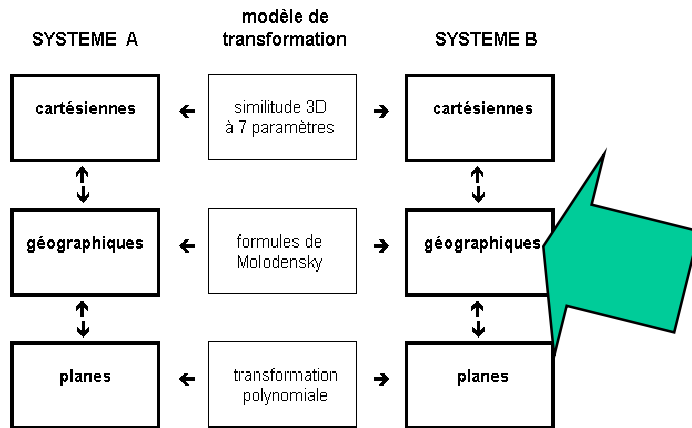 modèle de
SYSTEME A transformation SYSTEME B
cartésiennes similitude 3D cartésiennes
à 7 paramètres
géographiques formules de géographiques
Molodensky
planes transformation planes
polynomiale